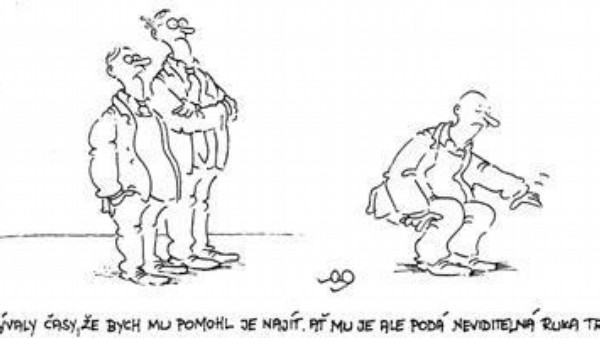 ÝVALY ČASY, ŽE BYCH MU POMOHL JE NAJÍT. AŤ MU JE ALE PODÁ NEVIDITELNÁ RUKA TR